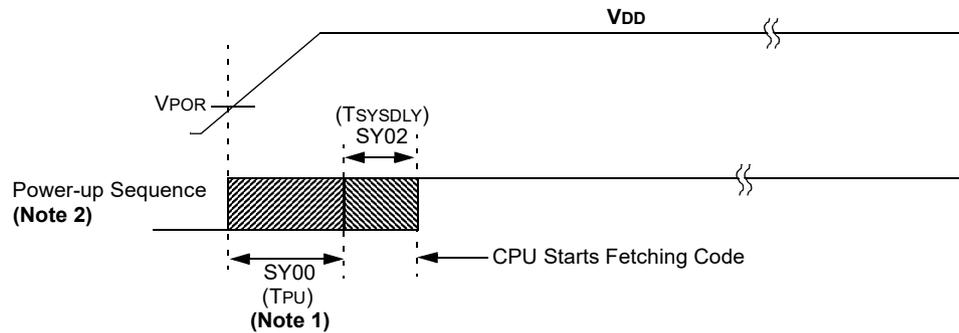 VDD
VPOR
(TSYSDLY)
SY02
Power-up Sequence
(Note 2)
CPU Starts Fetching Code
SY00
(TPU)
(Note 1)